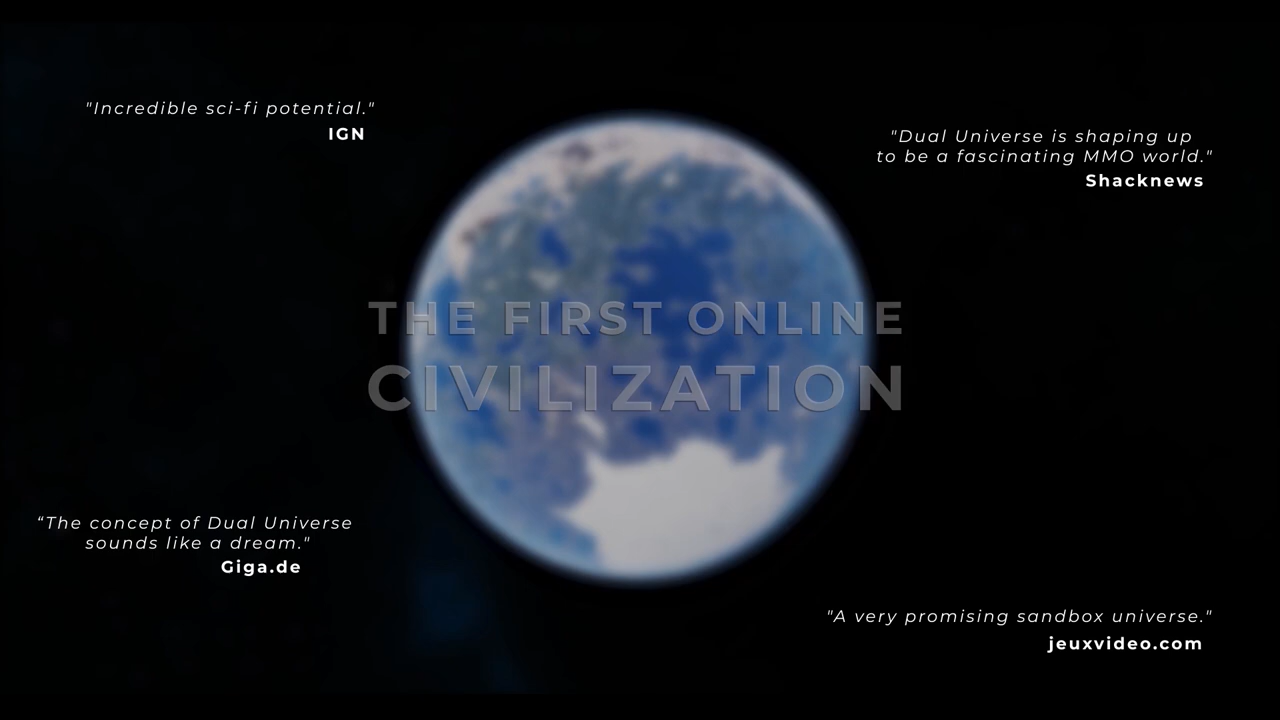 "Incredible sci-fi potential."
IGN
"Dual Universe is shaping up
to be a fascinating MMO world."
Shacknews
THE FIRST ONLINE
CIVILIZATION
“The concept of Dual Universe
sounds like a dream."
Giga.de
"A very promising sandbox universe."
jeuxvideo.com